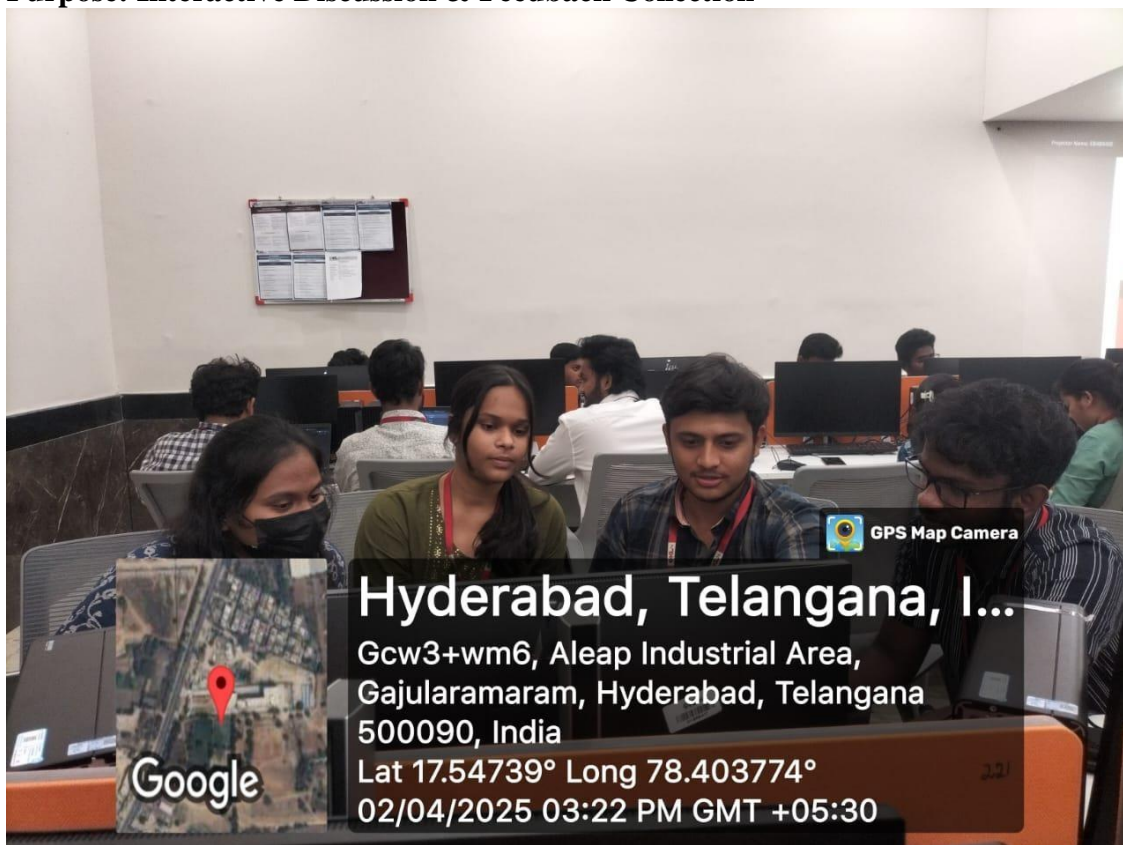 Purpose: Interactive Discussion & Feedback Collection
GPS Map Camera
Hyderabad, Telangana, I...
Gcw3+wm6, Aleap Industrial Area,
Gajularamaram, Hyderabad, Telangana
500090, India
Lat 17.54739° Long 78.403774°
02/04/2025 03:22 PM GMT +05:30
Google
221